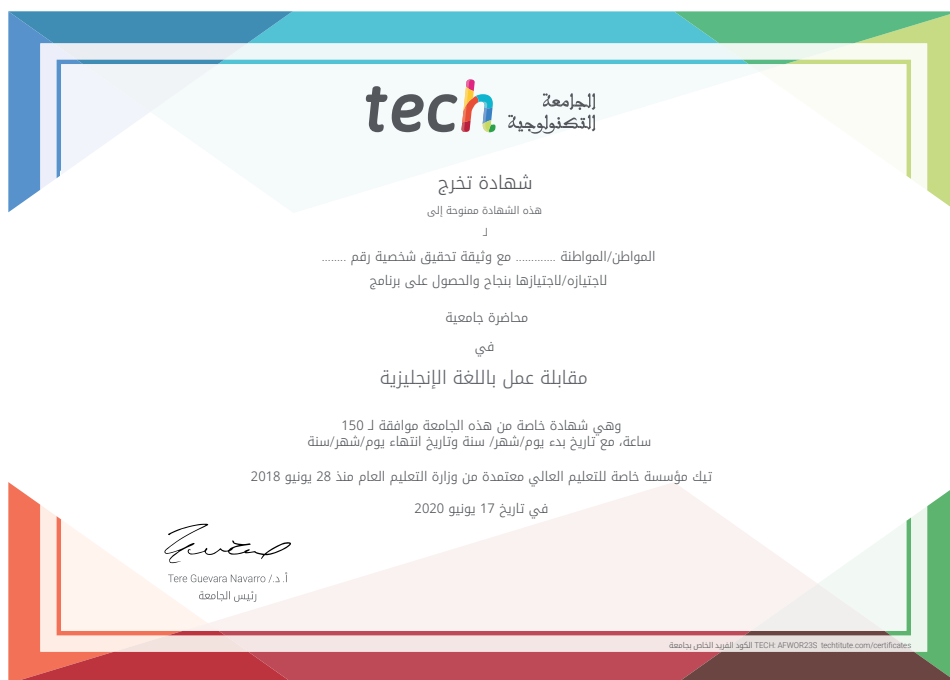 tech الجامعة
التكنولوجية
شهادة تخرج
هذه الشهادة ممنوحة إلى
لـ
المواطن/المواطنة ............. مع وثيقة تحقيق شخصية رقم ........
لاجتيازه/لاجتيازها بنجاح والحصول على برنامج
محاضرة جامعية
في
مقابلة عمل باللغة الإنجليزية
وهي شهادة خاصة من هذه الجامعة موافقة لـ 150
ساعة، مع تاريخ بدء يوم/شهر/ سنة وتاريخ انتهاء يوم/شهر/سنة
تيك مؤسسة خاصة للتعليم العالي معتمدة من وزارة التعليم العام منذ 28 يونيو 2018
في تاريخ 17 يونيو 2020
أ. د./ Tere Guevara Navarro
رئيس الجامعة
الكود الفريد الخاص بجامعة TECH: AFWOR23S techtitute.com/certificates